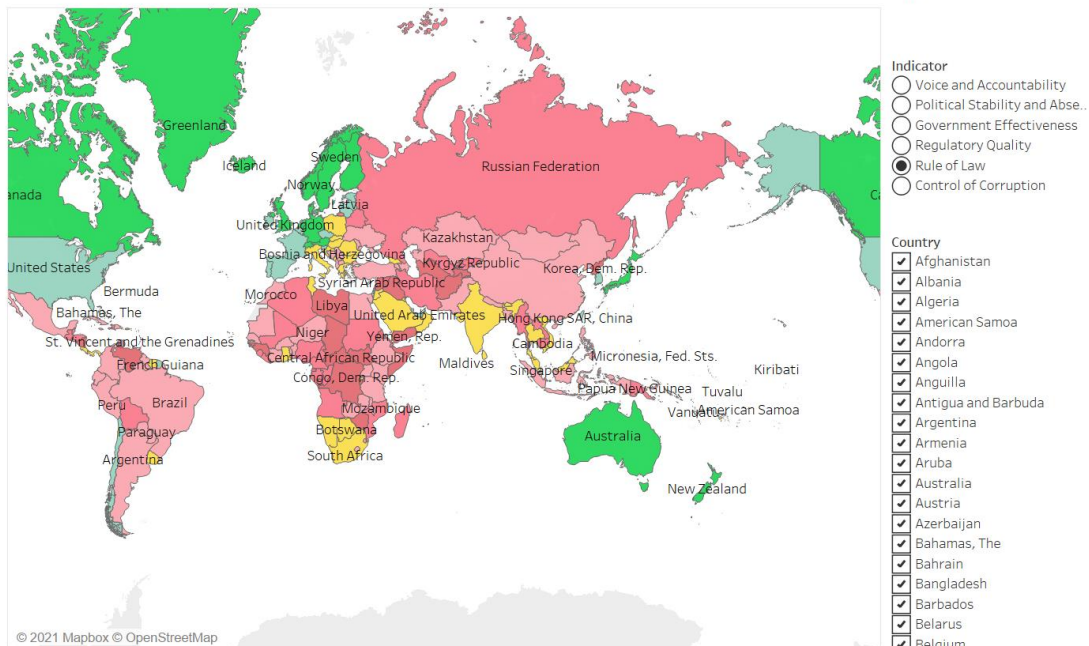 Greenland
Iceland
Sweden
Norway
Latvia
Russian Federation
anada
Ca
United Kingdom
Kazakhstan
Bosnia and Herzegovina
Kyrgyz Republic
Korea, Dem. Rep.
United States
Syrian Arab Republic
Bermuda
Morocco
Libya
United Arab Emirates
Hong Kong SAR, China
Bahamas, The
Niger
Yemen, Rep.
St. Vincent and the Grenadines
Cambodia
Central African Republic
Micronesia, Fed. Sts.
French Guiana
Maldives
Singapore
Kiribati
Congo, Dem. Rep.
Papua New Guinea
Tuvalu
Peru
Brazil
Mozambique
Vanuatu
American Samoa
Paraguay
Botswana
Australia
Argentina
South Africa
New Zealand
© 2021 Mapbox © OpenStreetMap
Indicator
Voice and Accountability
Political Stability and Abse..
Government Effectiveness
Regulatory Quality
Rule of Law
Control of Corruption
Country
Afghanistan
Albania
Algeria
American Samoa
Andorra
Angola
Anguilla
Antigua and Barbuda
Argentina
Armenia
Aruba
Australia
Austria
Azerbaijan
Bahamas, The
Bahrain
Bangladesh
Barbados
Belarus
Belgium